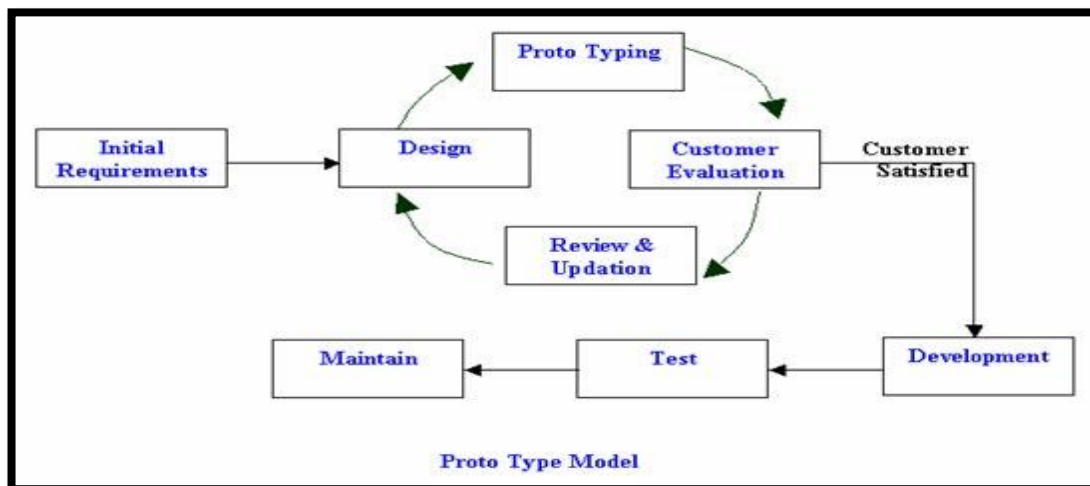 Proto Typing
Initial
Requirements
Design
Customer
Evaluation
Customer
Satisfied
Review &
Updation
Maintain
Test
Development
Proto Type Model